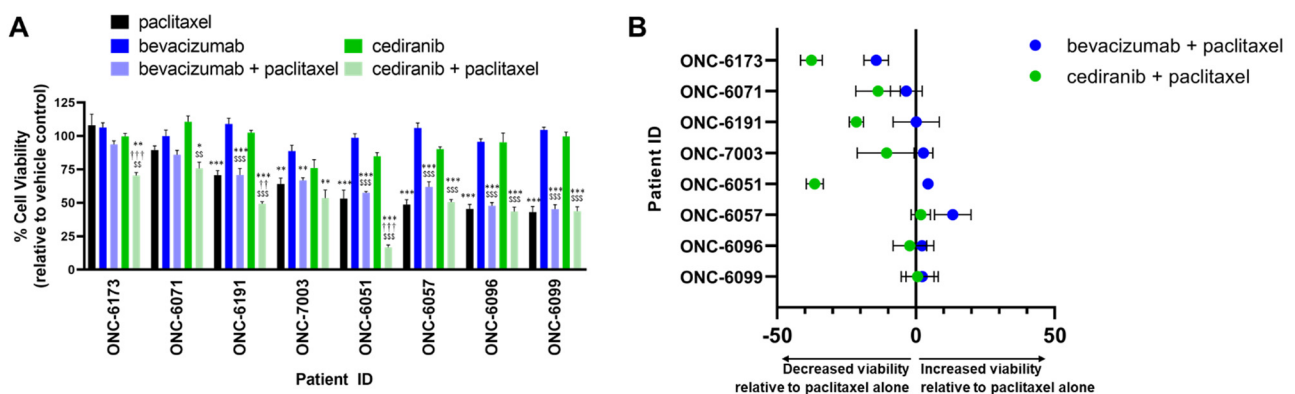 A
paclitaxel
bevacizumab
cediranib
bevacizumab + paclitaxel
cediranib + paclitaxel
% Cell Viability
(relative to vehicle control)
125
100
75
50
25
0
**
†††
$$
*
$$
***
***
$$$
***
††
$$$
**
**
**
***
***
$$$
***
†††
$$$
***
***
$$$
***
$$$
***
***
$$$
***
$$$
***
***
$$$
***
$$$
ONC-6173
ONC-6071
ONC-6191
ONC-7003
ONC-6051
ONC-6057
ONC-6096
ONC-6099
Patient ID
B
bevacizumab + paclitaxel
cediranib + paclitaxel
Patient ID
ONC-6173
ONC-6071
ONC-6191
ONC-7003
ONC-6051
ONC-6057
ONC-6096
ONC-6099
-50
0
50
Decreased viability
relative to paclitaxel alone
Increased viability
relative to paclitaxel alone